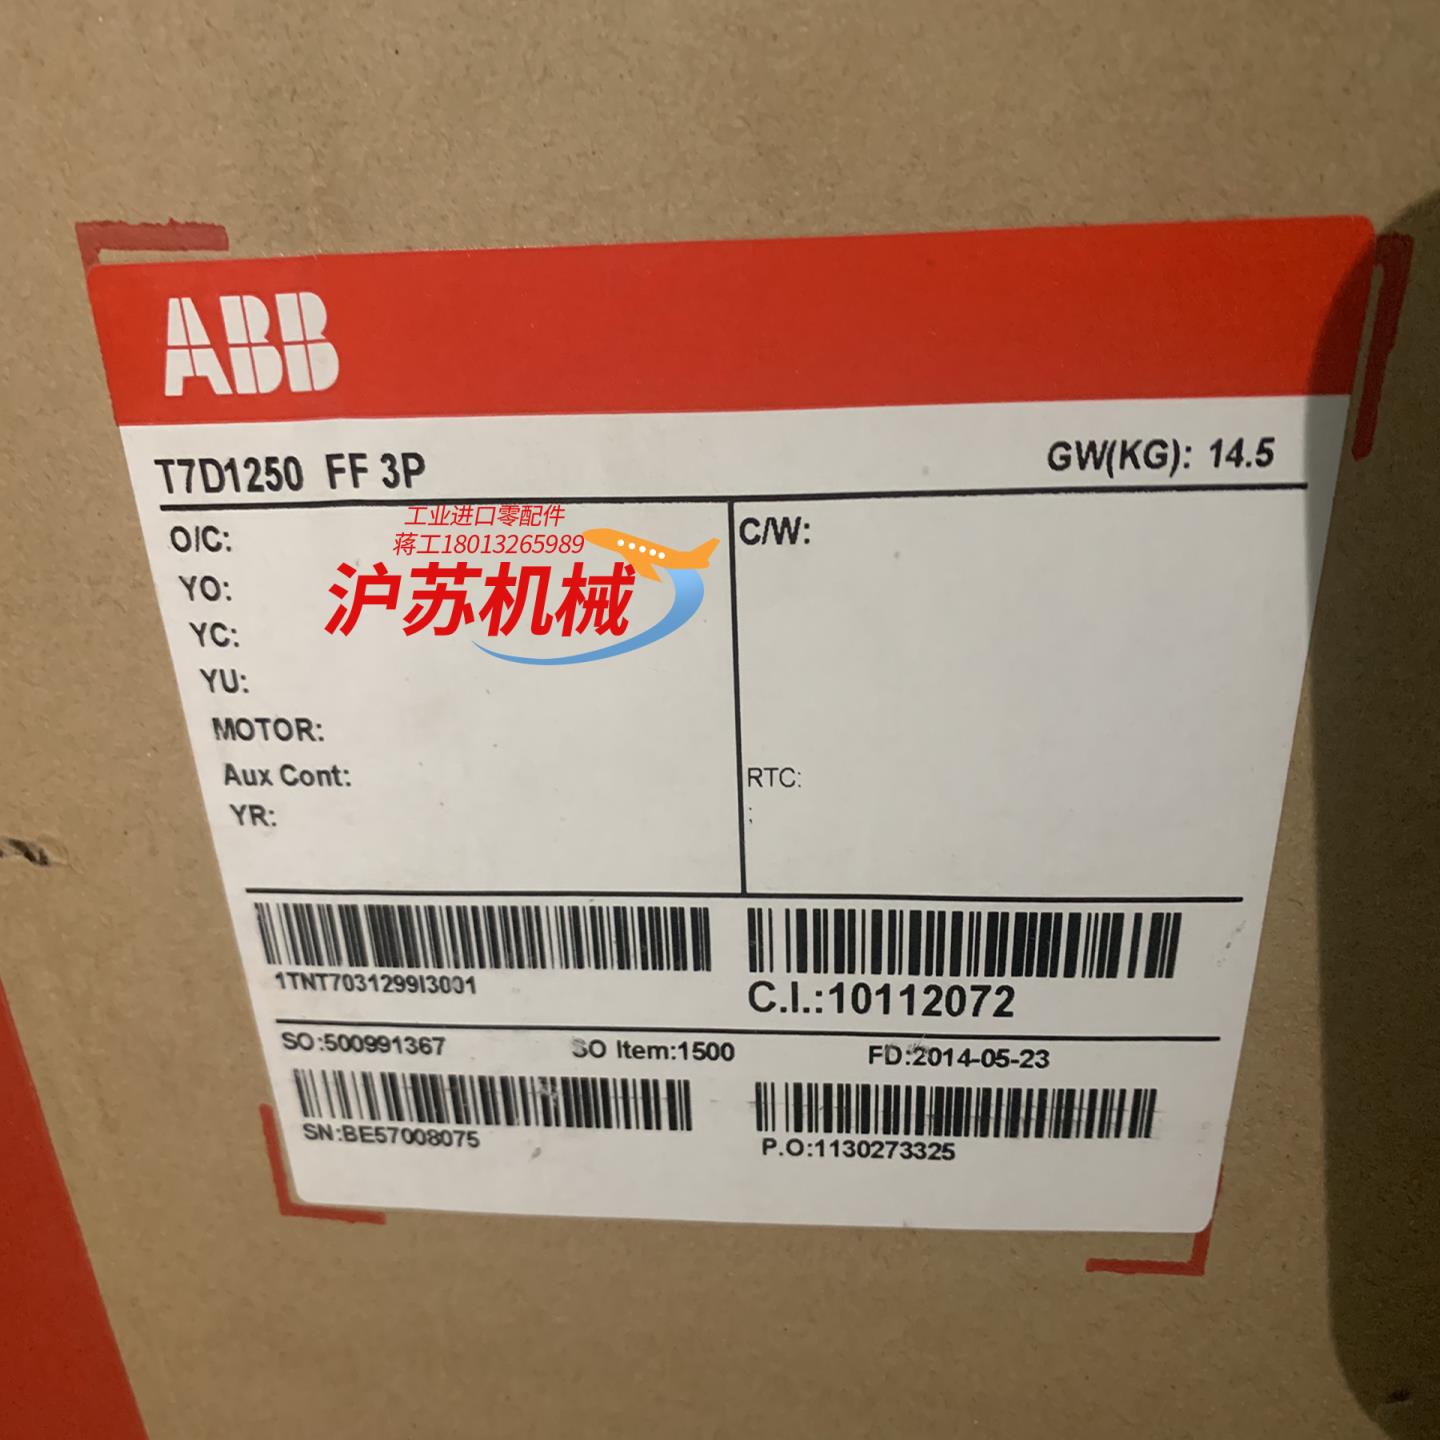 ABB
T7D1250 FF 3P
GW(KG): 14.5
工业进口零配件
蒋工18013265989
沪苏机械
O/C:
YO:
YC:
YU:
MOTOR:
Aux Cont:
YR:
C/W:
RTC:
:
1TNT7031299I3001
C.I.:10112072
SO:500991367 SO Item:1500 FD:2014-05-23
SN:BE57008075
P.O:1130273325